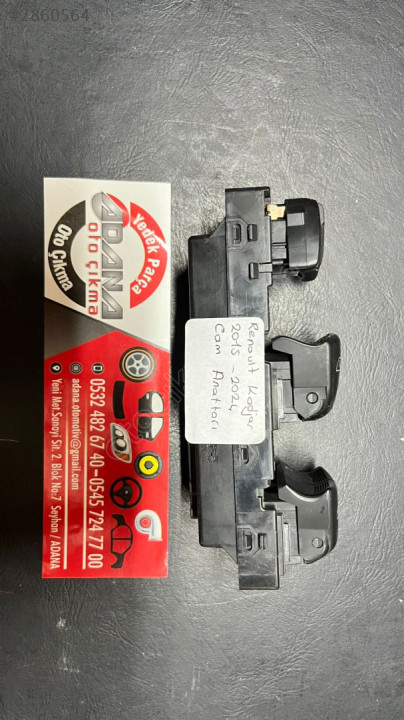 #2860564
ADANA
oto çıkma
Yedek Parça
Oto Çıkma
0532 482 67 40-0545 724 77 00
adana.otomotiv@gmail.com
Yeni Met.Sanayi Sit. 2. Blok No:7 Seyhan / ADANA
Renault Kadjar
2015 - 2024
Cam Anahtarı